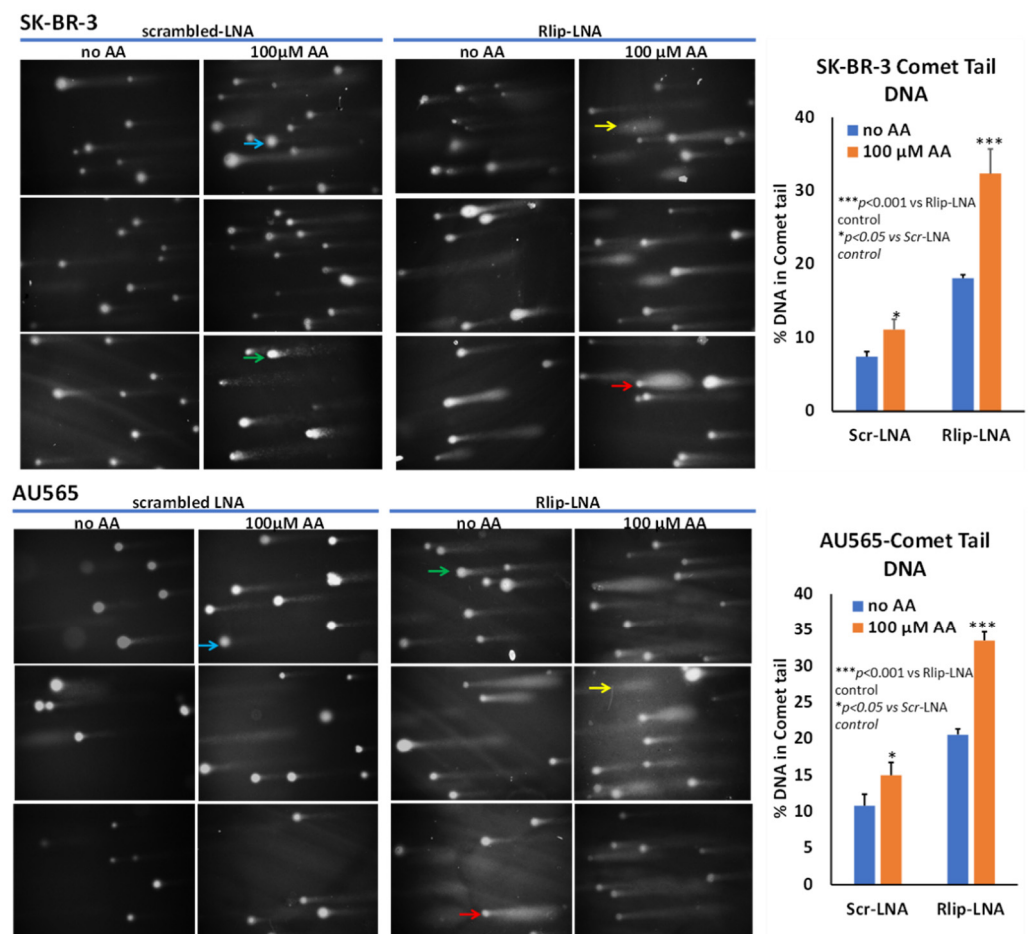 SK-BR-3
scrambled-LNA
Rlip-LNA
no AA
100µM AA
no AA
100 µM AA
SK-BR-3 Comet Tail
DNA
% DNA in Comet tail
40
30
20
10
0
no AA
100 µM AA
***
***p<0.001 vs Rlip-LNA
control
*p<0.05 vs Scr-LNA
control
*
Scr-LNA
Rlip-LNA
AU565
scrambled LNA
Rlip-LNA
no AA
100µM AA
no AA
100 µM AA
AU565-Comet Tail
DNA
% DNA in Comet tail
40
35
30
25
20
15
10
5
0
no AA
100 µM AA
***
***p<0.001 vs Rlip-LNA
control
*p<0.05 vs Scr-LNA
control
*
Scr-LNA
Rlip-LNA